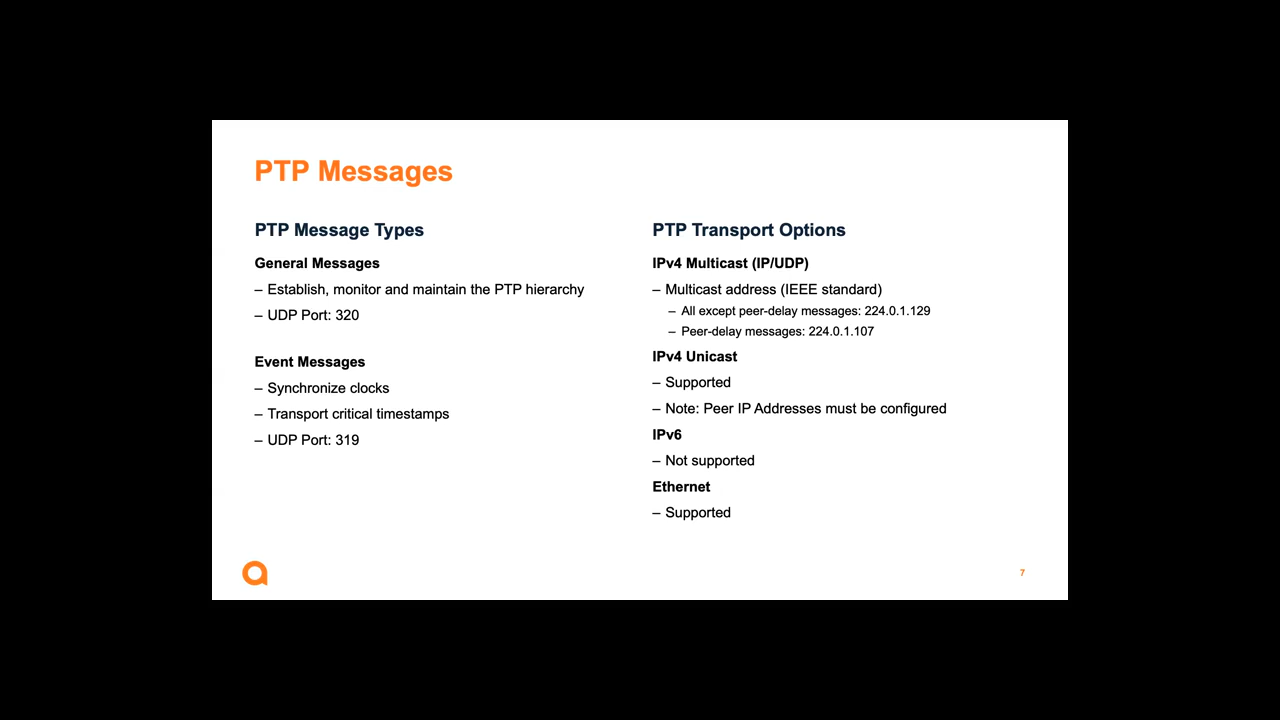 PTP Messages
PTP Message Types
General Messages
– Establish, monitor and maintain the PTP hierarchy
– UDP Port: 320
Event Messages
– Synchronize clocks
– Transport critical timestamps
– UDP Port: 319
PTP Transport Options
IPv4 Multicast (IP/UDP)
– Multicast address (IEEE standard)
– All except peer-delay messages: 224.0.1.129
– Peer-delay messages: 224.0.1.107
IPv4 Unicast
– Supported
– Note: Peer IP Addresses must be configured
IPv6
– Not supported
Ethernet
– Supported
7